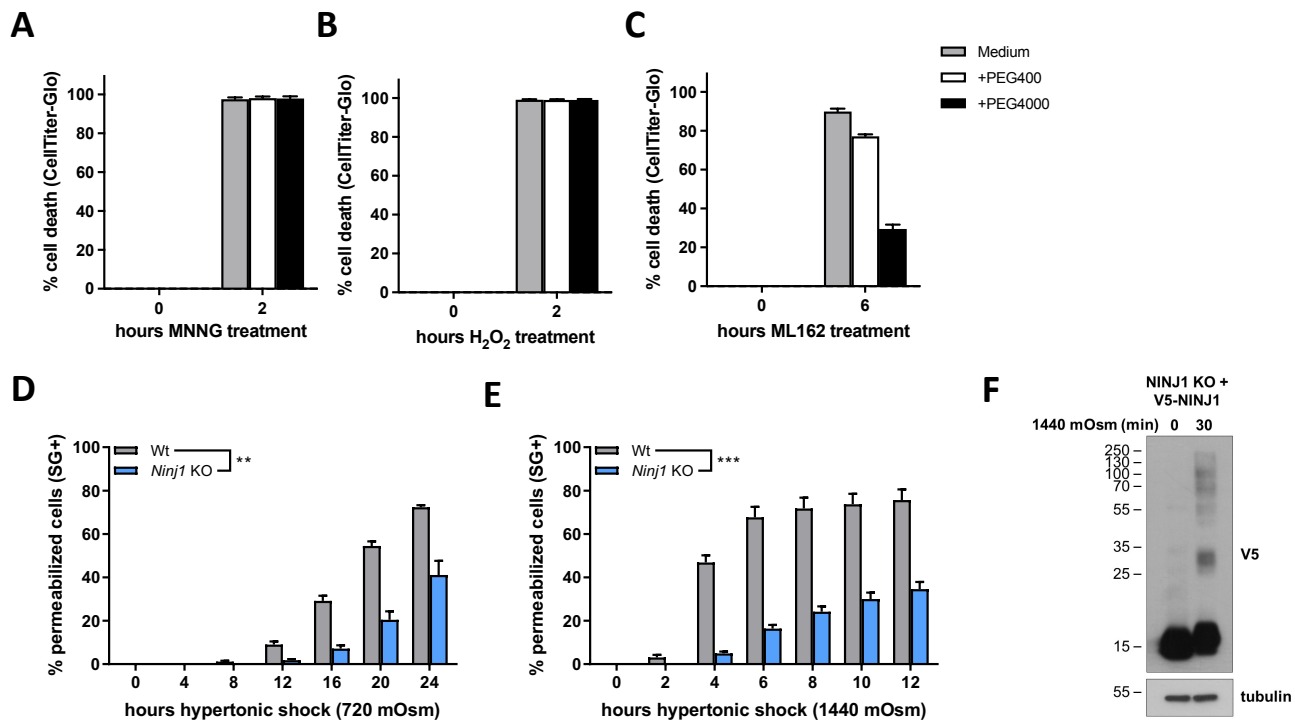 A
% cell death (CellTiter-Glo)
100
80
60
40
20
0
0
2
hours MNNG treatment
B
% cell death (CellTiter-Glo)
100
80
60
40
20
0
0
2
hours H₂O₂ treatment
C
% cell death (CellTiter-Glo)
100
80
60
40
20
0
0
6
hours ML162 treatment
Medium
+PEG400
+PEG4000
D
% permeabilized cells (SG+)
100
80
60
40
20
0
Wt
Ninj1 KO
**
0 4 8 12 16 20 24
hours hypertonic shock (720 mOsm)
E
% permeabilized cells (SG+)
100
80
60
40
20
0
Wt
Ninj1 KO
***
0 2 4 6 8 10 12
hours hypertonic shock (1440 mOsm)
F
NINJ1 KO +
V5-NINJ1
1440 mOsm (min) 0 30
250
130
100
70
55
35
25
15
V5
55
tubulin